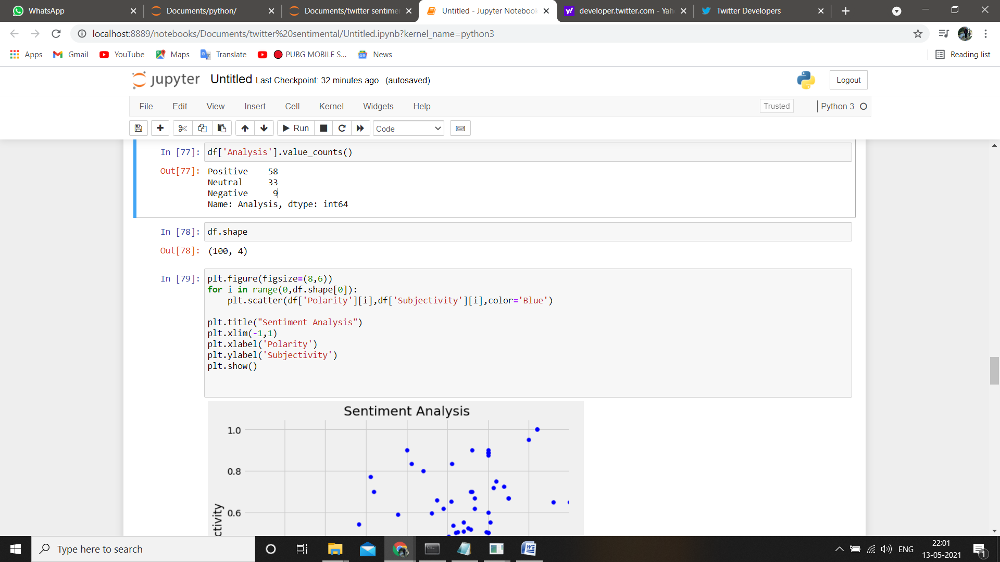 WhatsApp
Documents/python/
Documents/twitter sentime
Untitled - Jupyter Notebook
developer.twitter.com - Yah
Twitter Developers
localhost:8889/notebooks/Documents/twitter%20sentimental/Untitled.ipynb?kernel_name=python3
Apps Gmail YouTube Maps Translate PUBG MOBILE S... News Reading list
jupyter Untitled Last Checkpoint: 32 minutes ago (autosaved) Logout
File Edit View Insert Cell Kernel Widgets Help Trusted Python 3
Run Code
In [77]: df['Analysis'].value_counts()
Out[77]: Positive 58
Neutral 33
Negative 9
Name: Analysis, dtype: int64
In [78]: df.shape
Out[78]: (100, 4)
In [79]: plt.figure(figsize=(8,6))
for i in range(0,df.shape[0]):
plt.scatter(df['Polarity'][i],df['Subjectivity'][i],color='Blue')
plt.title("Sentiment Analysis")
plt.xlim(-1,1)
plt.xlabel('Polarity')
plt.ylabel('Subjectivity')
plt.show()
Sentiment Analysis
1.0
0.8
0.6
ctivity
Type here to search
ENG
22:01
13-05-2021
1